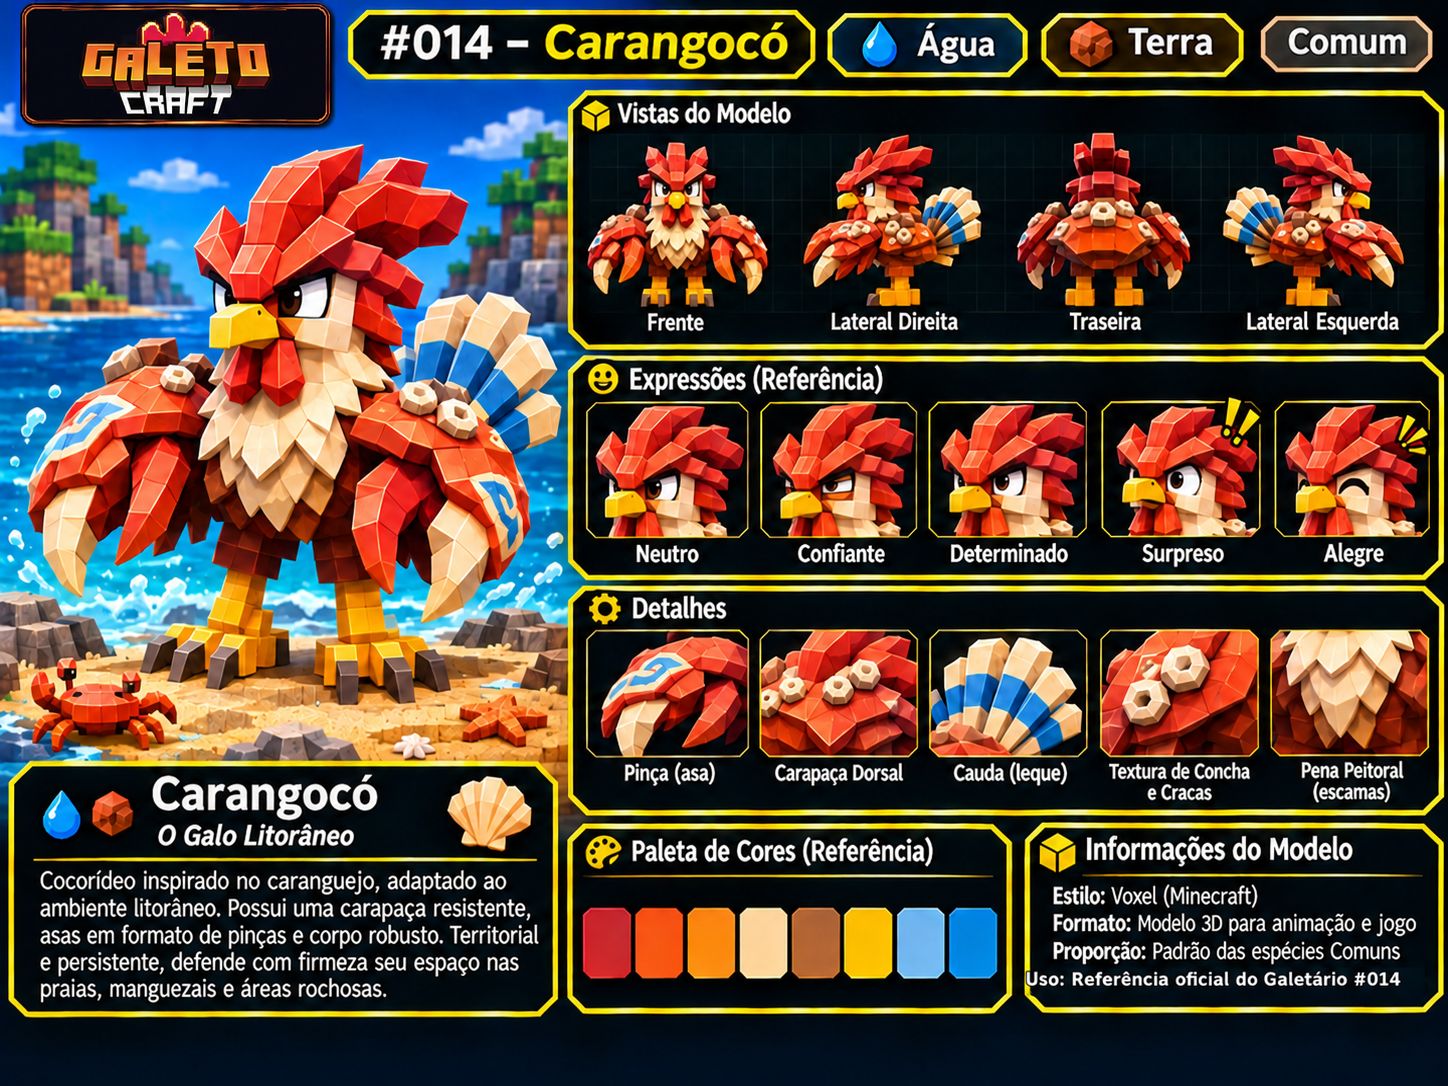 GALETO
CRAFT
#014 – Carangocó
Água
Terra
Comum
Vistas do Modelo
Frente
Lateral Direita
Traseira
Lateral Esquerda
Expressões (Referência)
Neutro
Confiante
Determinado
Surpreso
Alegre
Detalhes
Pinça (asa)
Carapaça Dorsal
Cauda (leque)
Textura de Concha
e Cracas
Pena Peitoral
(escamas)
Carangocó
O Galo Litorâneo
Cocorídeo inspirado no caranguejo, adaptado ao
ambiente litorâneo. Possui uma carapaça resistente,
asas em formato de pinças e corpo robusto. Territorial
e persistente, defende com firmeza seu espaço nas
praias, manguezais e áreas rochosas.
Paleta de Cores (Referência)
Informações do Modelo
Estilo: Voxel (Minecraft)
Formato: Modelo 3D para animação e jogo
Proporção: Padrão das espécies Comuns
Uso: Referência oficial do Galetário #014